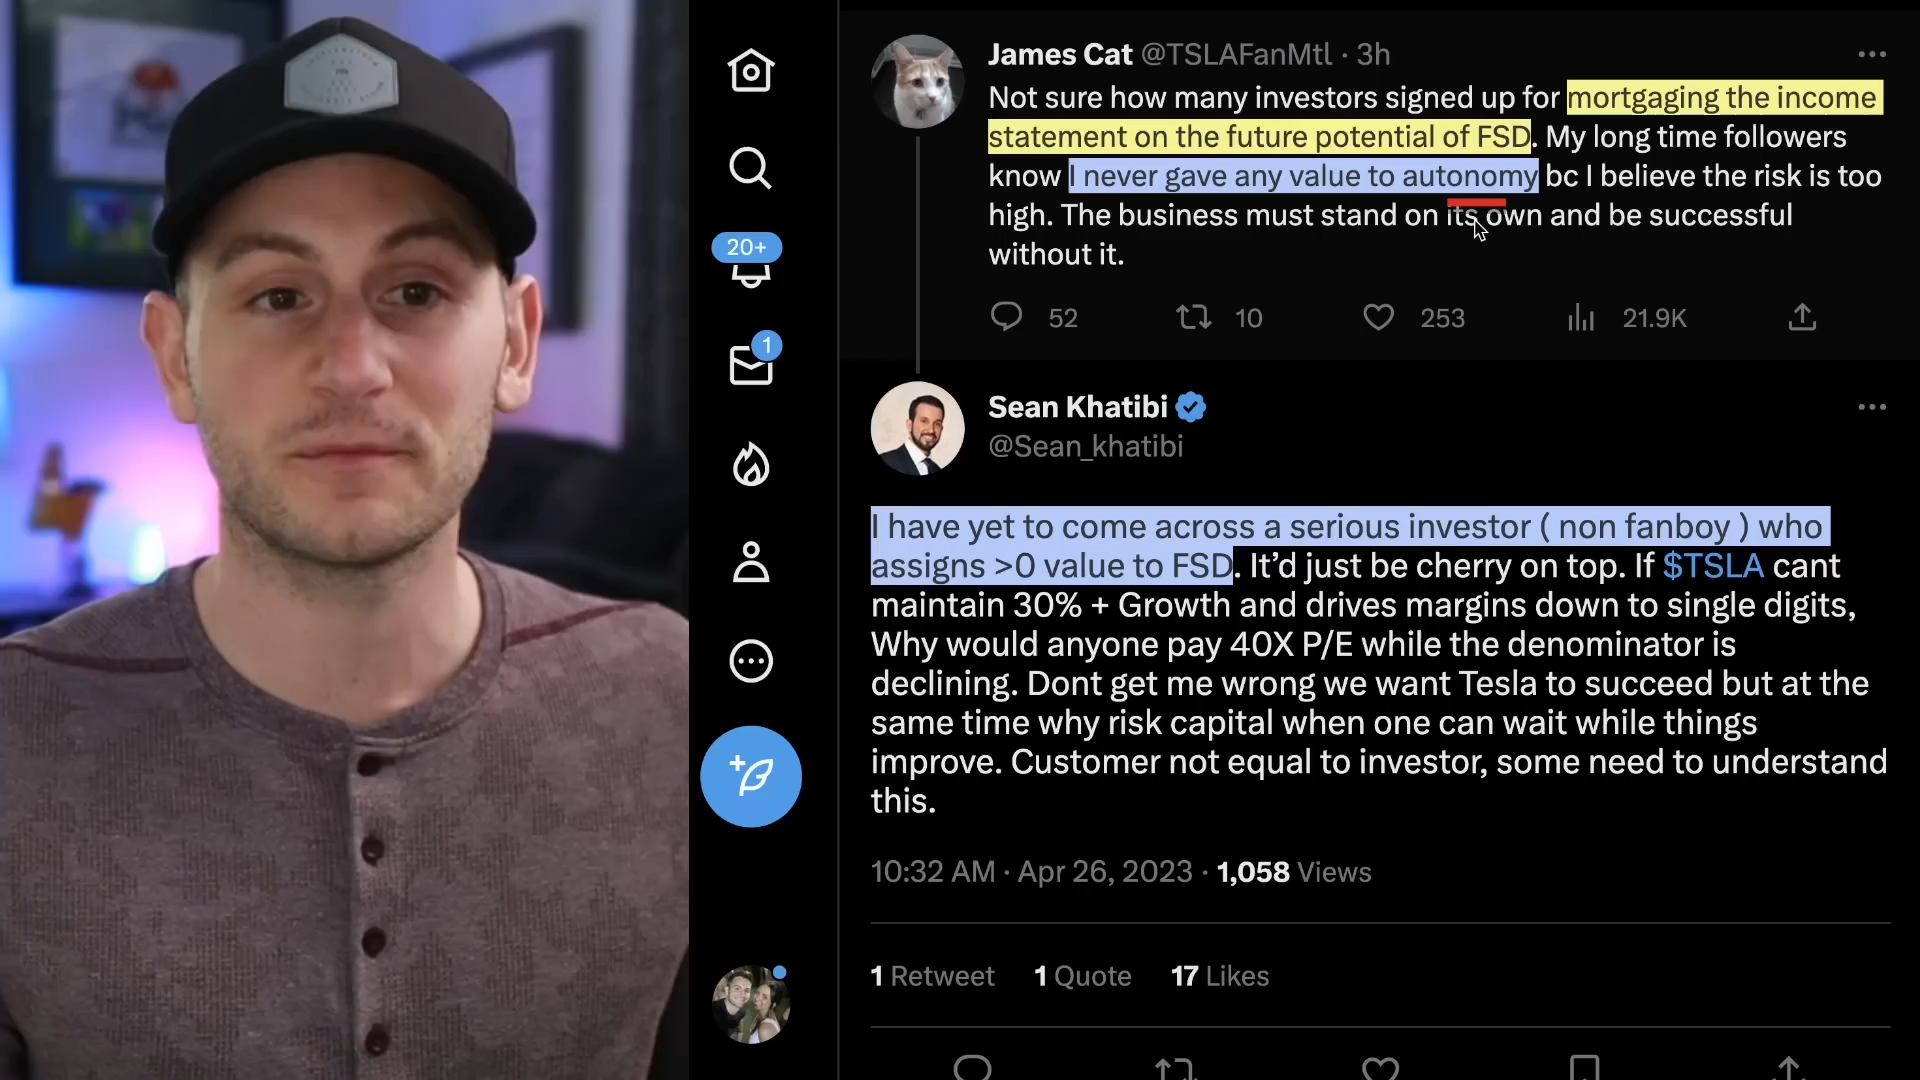 James Cat @TSLAFanMtl · 3h
Not sure how many investors signed up for mortgaging the income
statement on the future potential of FSD. My long time followers
know I never gave any value to autonomy bc I believe the risk is too
high. The business must stand on its own and be successful
without it.
52 10 253 21.9K
20+
1
Sean Khatibi
@Sean_khatibi
I have yet to come across a serious investor ( non fanboy ) who
assigns >0 value to FSD. It’d just be cherry on top. If $TSLA cant
maintain 30% + Growth and drives margins down to single digits,
Why would anyone pay 40X P/E while the denominator is
declining. Dont get me wrong we want Tesla to succeed but at the
same time why risk capital when one can wait while things
improve. Customer not equal to investor, some need to understand
this.
10:32 AM · Apr 26, 2023 · 1,058 Views
1 Retweet 1 Quote 17 Likes